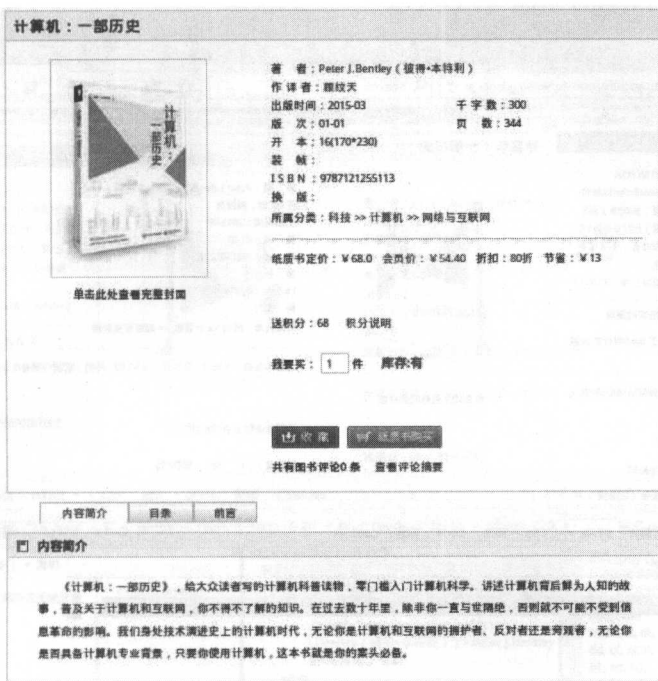 计算机：一部历史
计算机：
一部历史
著 者：Peter J.Bentley（彼得•本特利）
作 译 者：顾纹天
出版时间：2015-03 千 字 数：300
版 次：01-01 页 数：344
开 本：16(170*230)
装 帧：
I S B N ：9787121255113
换 版：
所属分类：科技 >> 计算机 >> 网络与互联网
纸质书定价：￥68.0 会员价：￥54.40 折扣：80折 节省：￥13
单击此处查看完整封面
送积分：68 积分说明
我要买： 1 件 库存:有
收 藏
共有图书评论0 条 查看评论摘要
内容简介 目录 前言
内容简介
《计算机：一部历史》，给大众读者写的计算机科普读物，零门槛入门计算机科学。讲述计算机背后鲜为人知的故
事，普及关于计算机和互联网，你不得不了解的知识。在过去数十年里，除非你一直与世隔绝，否则就不可能不受到信
息革命的影响。我们身处技术演进史上的计算机时代，无论你是计算机和互联网的拥护者、反对者还是旁观者，无论你
是否具备计算机专业背景，只要你使用计算机，这本书就是你的案头必备。